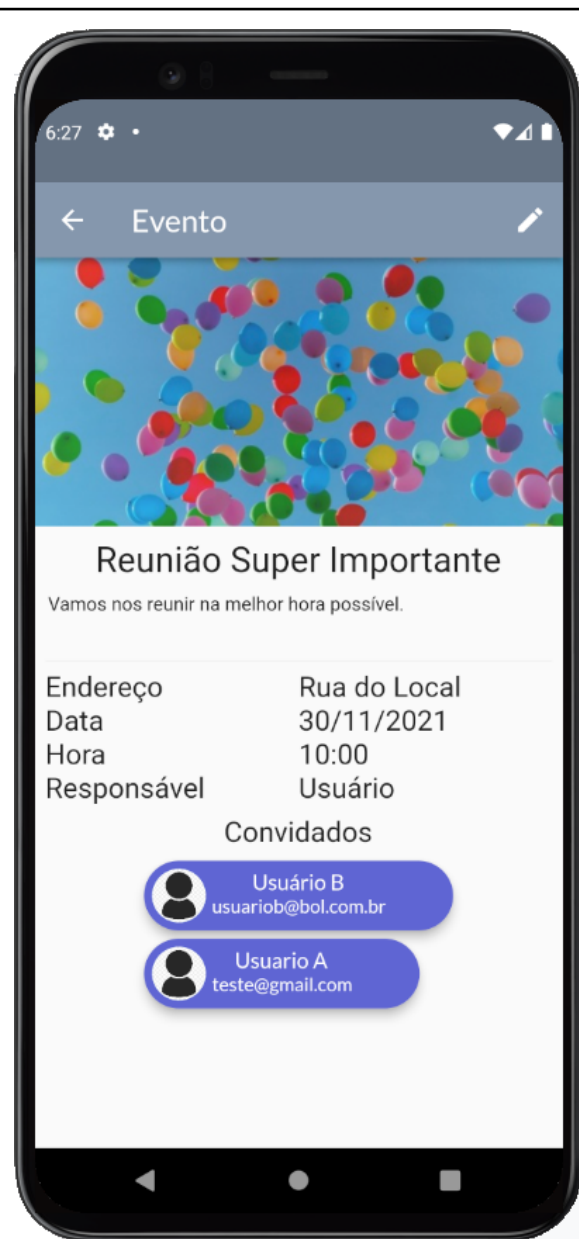 6:27
Evento
Reunião Super Importante
Vamos nos reunir na melhor hora possível.
Endereço Rua do Local
Data 30/11/2021
Hora 10:00
Responsável Usuário
Convidados
Usuário B
usuariob@bol.com.br
Usuario A
teste@gmail.com